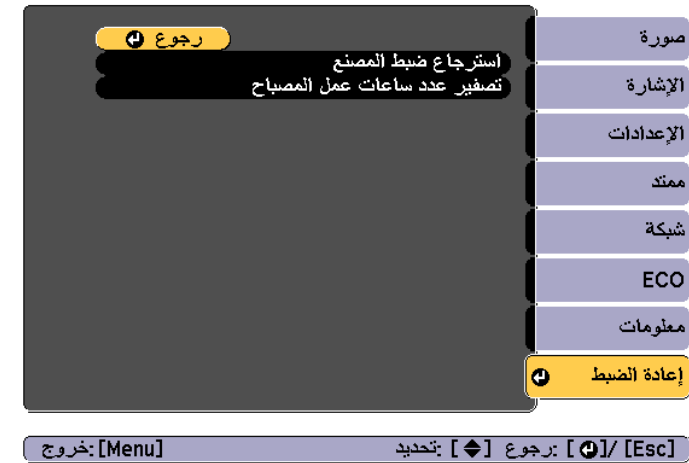 صورة
الإشارة
الإعدادات
ممتد
شبكة
ECO
معلومات
إعادة الضبط
رجوع
استرجاع ضبط المصنع
تصفير عدد ساعات عمل المصباح
[Esc] /[ ] :رجوع [ ] :تحديد [Menu] :خروج